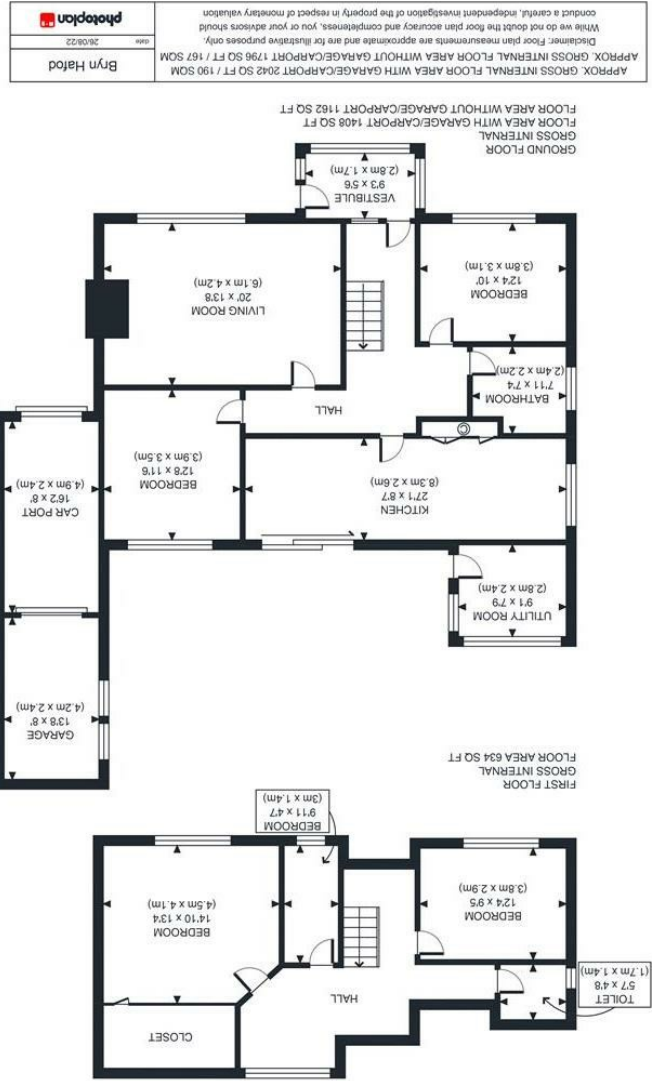 FIRST FLOOR
GROSS INTERNAL
FLOOR AREA 634 SQ FT
TOILET
5'7 x 4'8
(1.7m x 1.4m)
HALL
CLOSET
BEDROOM
12'4 x 9'5
(3.8m x 2.9m)
BEDROOM
14'10 x 13'4
(4.5m x 4.1m)
BEDROOM
9'11 x 4'7
(3m x 1.4m)
GARAGE
13'8 x 8'
(4.2m x 2.4m)
UTILITY ROOM
9'1 x 7'9
(2.8m x 2.4m)
KITCHEN
27'1 x 8'7
(8.3m x 2.6m)
BEDROOM
12'8 x 11'6
(3.9m x 3.5m)
CAR PORT
16'2 x 8'
(4.9m x 2.4m)
HALL
BATHROOM
7'11 x 7'4
(2.4m x 2.2m)
LIVING ROOM
20' x 13'8
(6.1m x 4.2m)
BEDROOM
12'4 x 10'
(3.8m x 3.1m)
VESTIBULE
9'3 x 5'6
(2.8m x 1.7m)
GROUND FLOOR
GROSS INTERNAL
FLOOR AREA WITH GARAGE/CARPORT 1408 SQ FT
FLOOR AREA WITHOUT GARAGE/CARPORT 1162 SQ FT
APPROX. GROSS INTERNAL FLOOR AREA WITH GARAGE/CARPORT 2042 SQ FT / 190 SQM
APPROX. GROSS INTERNAL FLOOR AREA WITHOUT GARAGE/CARPORT 1796 SQ FT / 167 SQM
Disclaimer: Floor plan measurements are approximate and are for illustrative purposes only.
While we do not doubt the floor plan accuracy and completeness, you or your advisors should
conduct a careful, independent investigation of the property in respect of monetary valuation
Bryn Hafod
date 26/08/22
photoplan